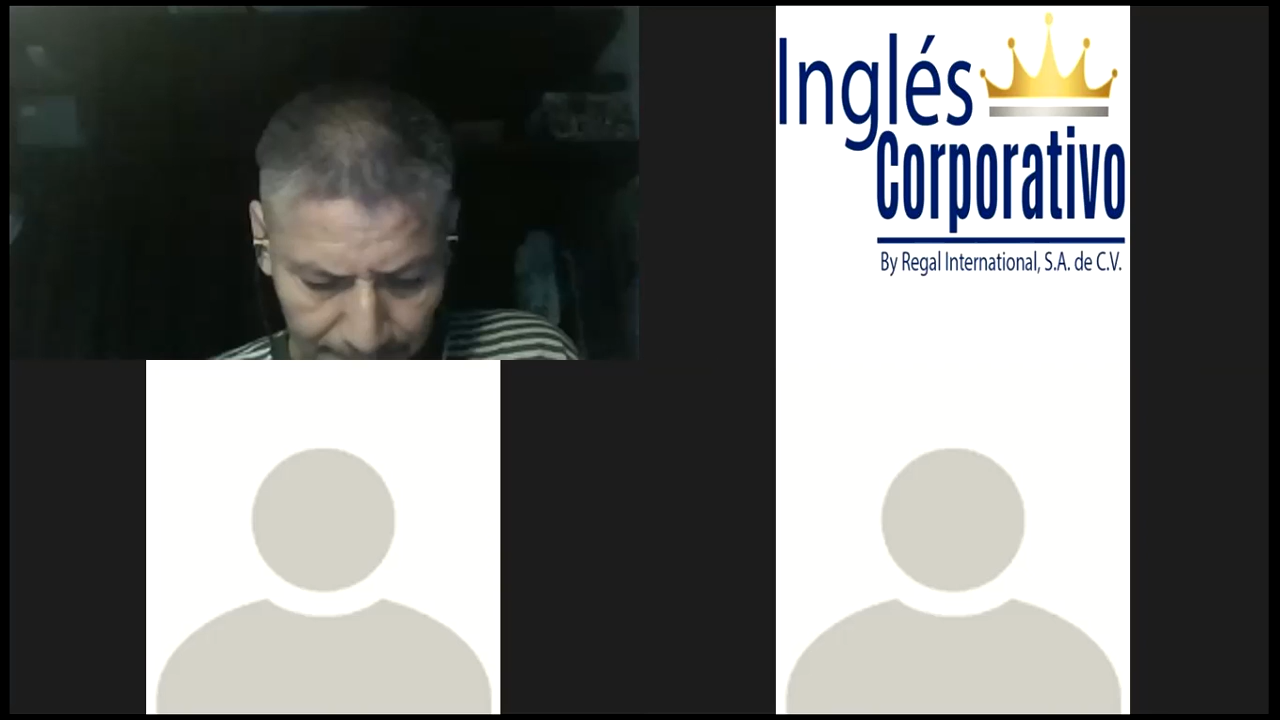 Inglés
Corporativo
By Regal International, S.A. de C.V.